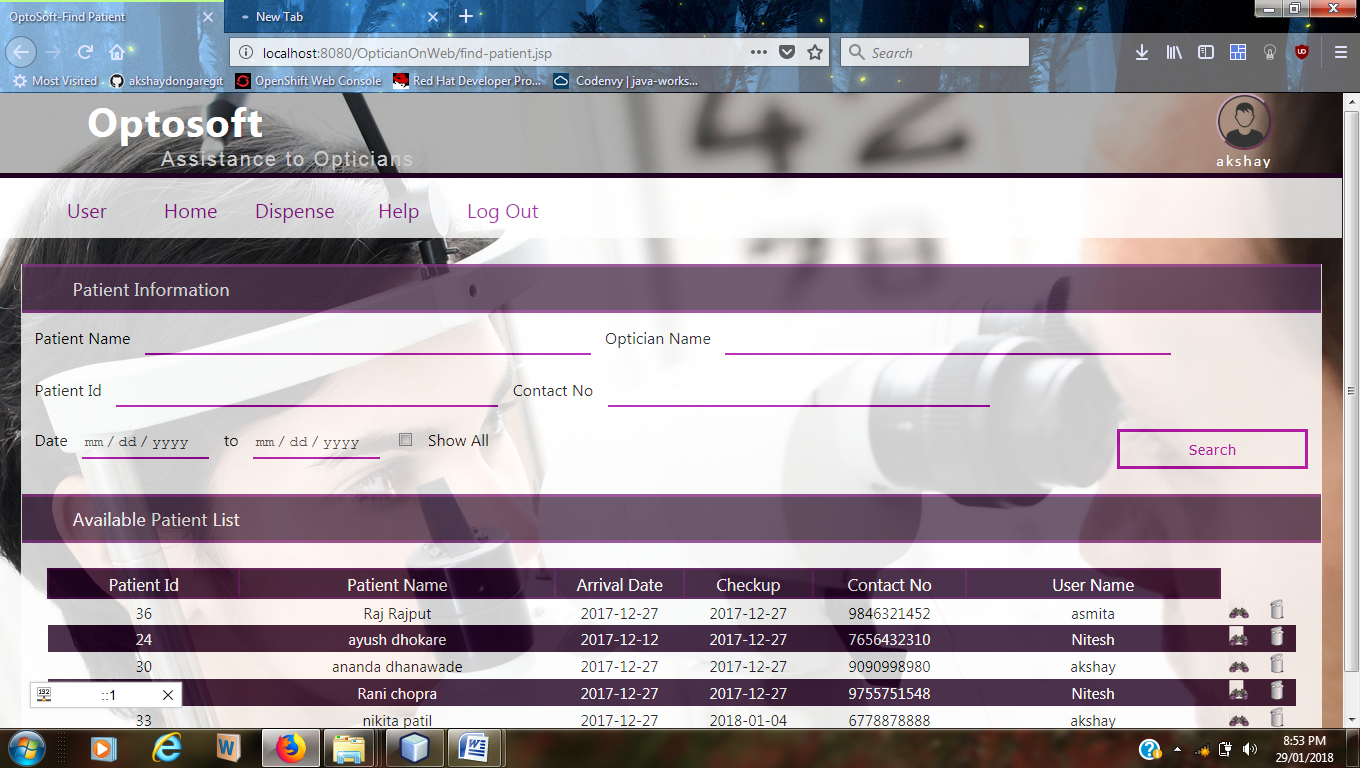 OptoSoft-Find Patient
New Tab
localhost:8080/OpticianOnWeb/find-patient.jsp
Search
Most Visited akshaydongaregit OpenShift Web Console Red Hat Developer Pro... Codenvy | java-works...
Optosoft
Assistance to Opticians
akshay
User Home Dispense Help Log Out
Patient Information
Patient Name Optician Name
Patient Id Contact No
Date mm / dd / yyyy to mm / dd / yyyy Show All
Search
Available Patient List
Patient Id Patient Name Arrival Date Checkup Contact No User Name
36 Raj Rajput 2017-12-27 2017-12-27 9846321452 asmita
24 ayush dhokare 2017-12-12 2017-12-27 7656432310 Nitesh
30 ananda dhanawade 2017-12-27 2017-12-27 9090998980 akshay
Rani chopra 2017-12-27 2017-12-27 9755751548 Nitesh
::1
33 nikita patil 2017-12-27 2018-01-04 6778878888 akshay
8:53 PM
29/01/2018